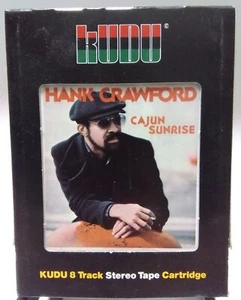 KUDU
HANK CRAWFORD
CAJUN
SUNRISE
KUDU 8 Track Stereo Tape Cartridge